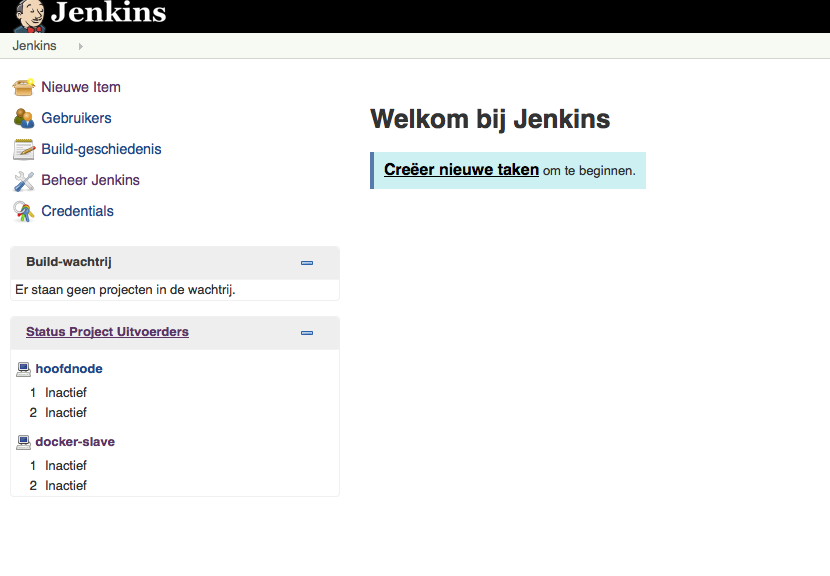 Jenkins
Jenkins
Nieuwe Item
Gebruikers
Build-geschiedenis
Beheer Jenkins
Credentials
Build-wachtrij
Er staan geen projecten in de wachtrij.
Status Project Uitvoerders
hoofdnode
1 Inactief
2 Inactief
docker-slave
1 Inactief
2 Inactief
Welkom bij Jenkins
Creëer nieuwe taken om te beginnen.